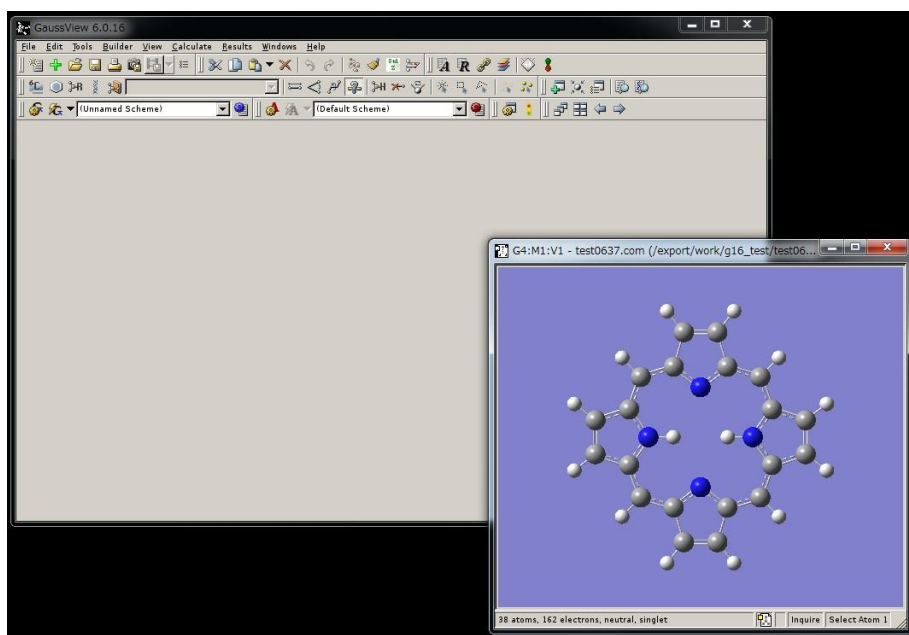 GaussView 6.0.16
File Edit Tools Builder View Calculate Results Windows Help
(Unnamed Scheme) (Default Scheme)
G4:M1:V1 - test0637.com (/export/work/g16_test/test06...
38 atoms, 162 electrons, neutral, singlet Inquire Select Atom 1